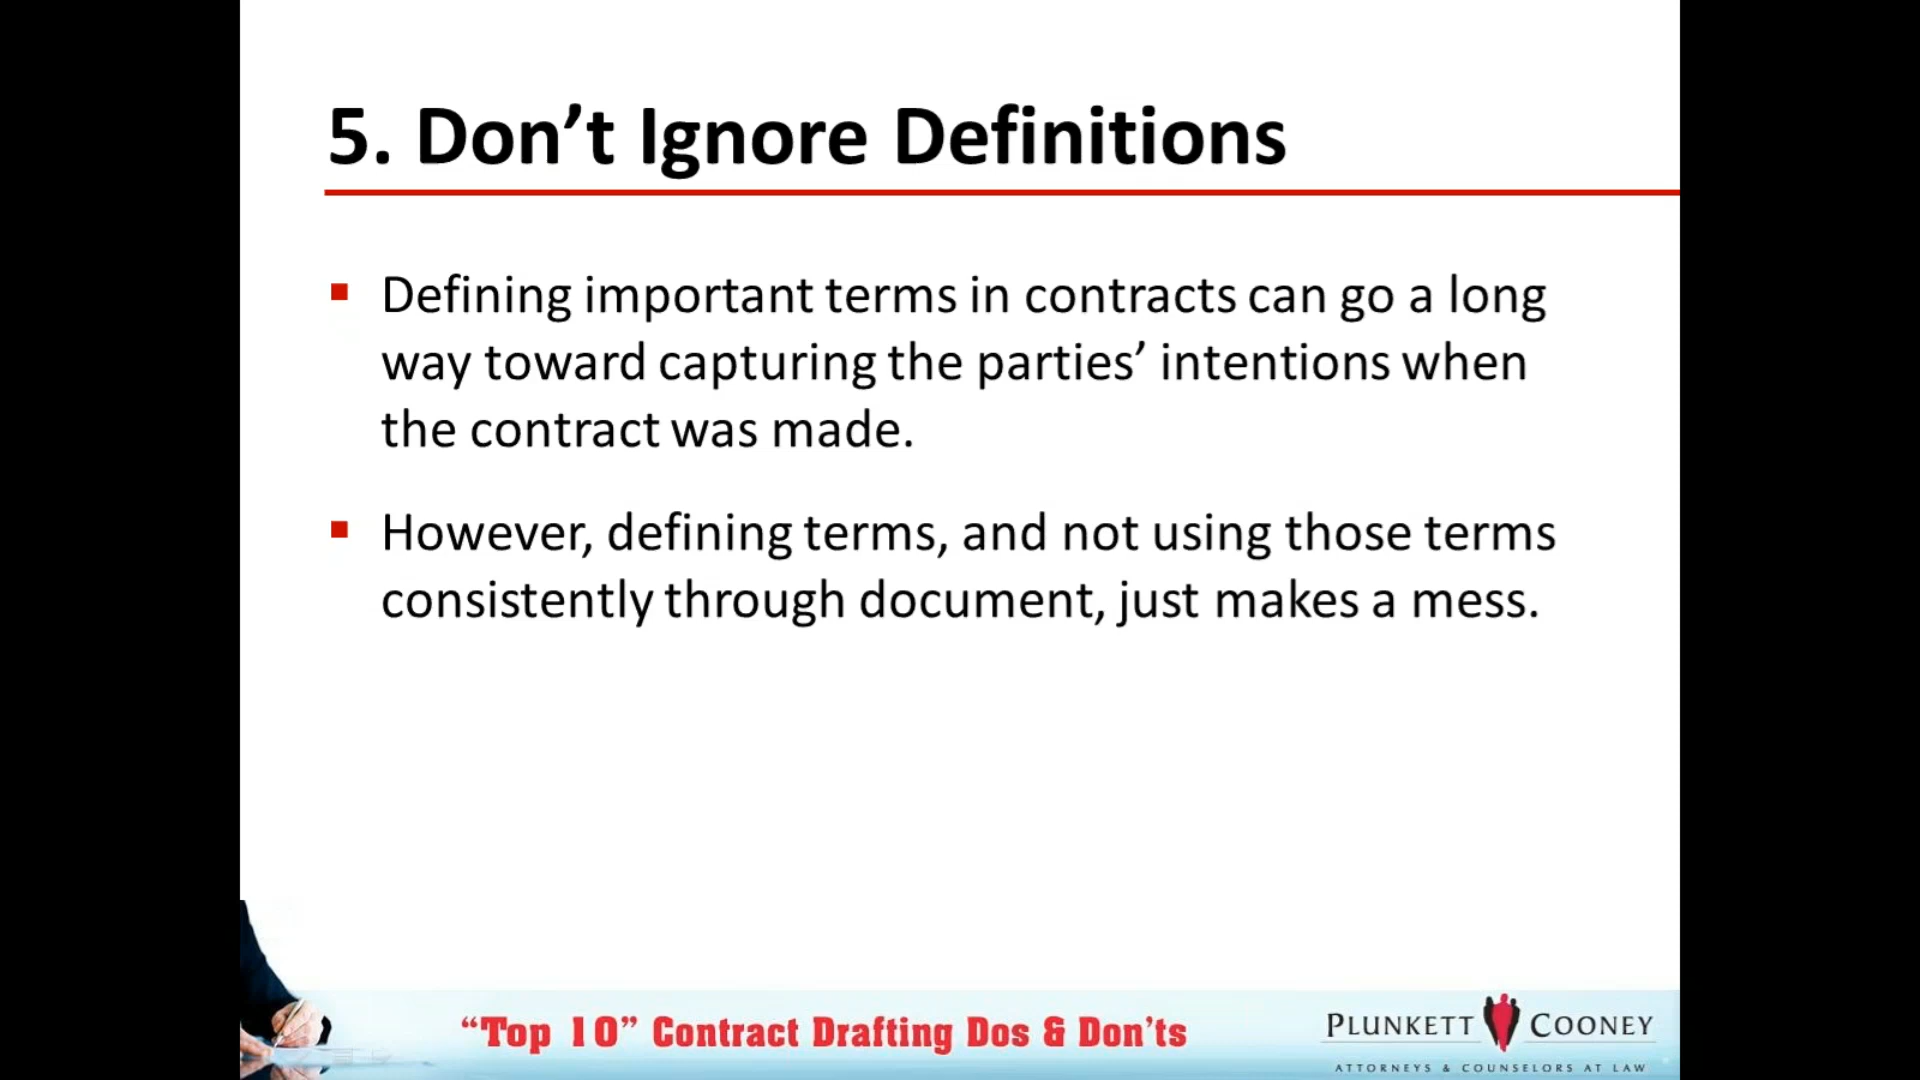 5. Don’t Ignore Definitions
Defining important terms in contracts can go a long
way toward capturing the parties’ intentions when
the contract was made.
However, defining terms, and not using those terms
consistently through document, just makes a mess.
“Top 10” Contract Drafting Dos & Don’ts
PLUNKETT COONEY
ATTORNEYS & COUNSELORS AT LAW